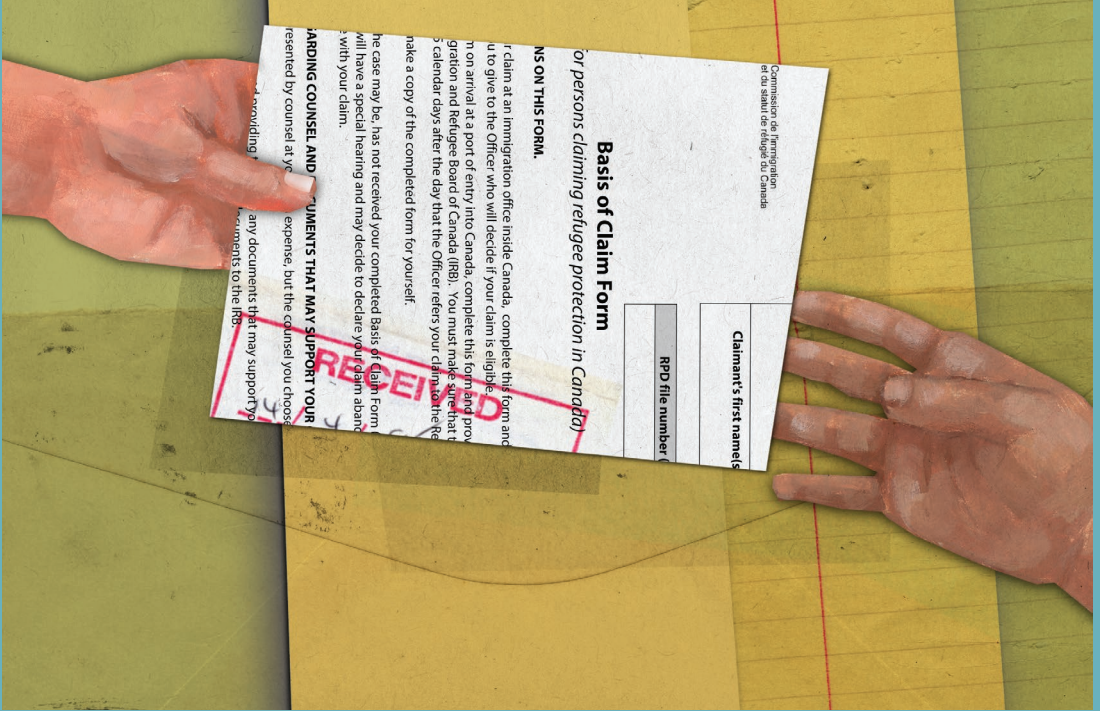 Commission de l'immigration
et du statut de réfugié du Canada
Claimant's first name(s
RPD file number (
Basis of Claim Form
or persons claiming refugee protection in Canada)
NS ON THIS FORM.
r claim at an immigration office inside Canada, complete this form and
u to give to the Officer who will decide if your claim is eligible.
m on arrival at a port of entry into Canada, complete this form and prov
gration and Refugee Board of Canada (IRB). You must make sure that t
calendar days after the day that the Officer refers your claim to the Re
make a copy of the completed form for yourself.
he case may be, has not received your completed Basis of Claim Form
will have a special hearing and may decide to declare your claim aband
with your claim.
GARDING COUNSEL AND DOCUMENTS THAT MAY SUPPORT YOUR
resented by counsel at yo expense, but the counsel you choose
d providing any documents that may support yo
cuments to the IRB.
RECEIVED